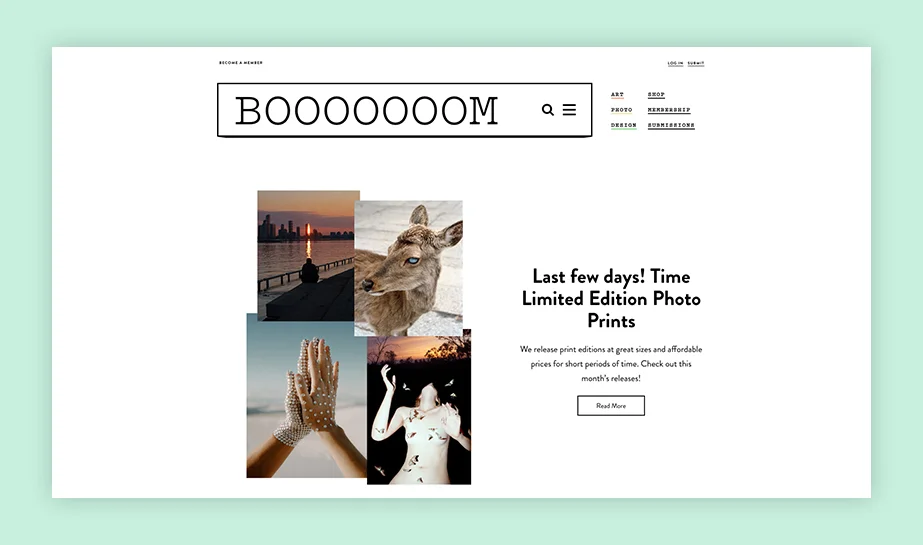 BECOME A MEMBER
LOG IN SUBMIT
BOOOOOOOM
ART SHOP
PHOTO MEMBERSHIP
DESIGN SUBMISSIONS
Last few days! Time
Limited Edition Photo
Prints
We release print editions at great sizes and affordable
prices for short periods of time. Check out this
month's releases!
Read More